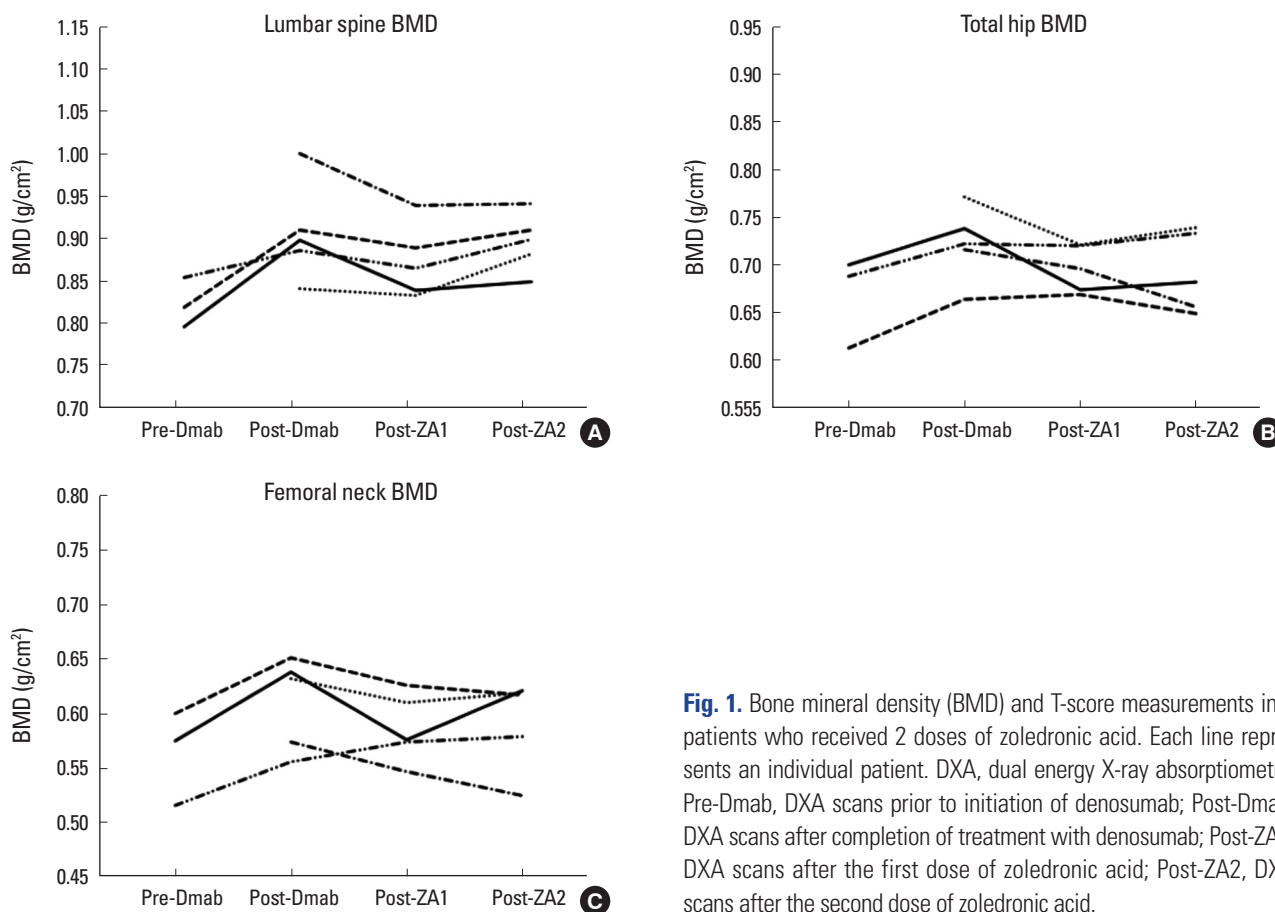 Lumbar spine BMD
1.15
1.10
1.05
1.00
0.95
0.90
0.85
0.80
0.75
0.70
BMD (g/cm²)
Pre-Dmab Post-Dmab Post-ZA1 Post-ZA2 A
Total hip BMD
0.95
0.90
0.85
0.80
0.75
0.70
0.65
0.60
0.555
BMD (g/cm²)
Pre-Dmab Post-Dmab Post-ZA1 Post-ZA2 B
Femoral neck BMD
0.80
0.75
0.70
0.65
0.60
0.55
0.50
0.45
BMD (g/cm²)
Pre-Dmab Post-Dmab Post-ZA1 Post-ZA2 C
Fig. 1. Bone mineral density (BMD) and T-score measurements in
patients who received 2 doses of zoledronic acid. Each line repre
sents an individual patient. DXA, dual energy X-ray absorptiomet
Pre-Dmab, DXA scans prior to initiation of denosumab; Post-Dma
DXA scans after completion of treatment with denosumab; Post-ZA
DXA scans after the first dose of zoledronic acid; Post-ZA2, DX
scans after the second dose of zoledronic acid.